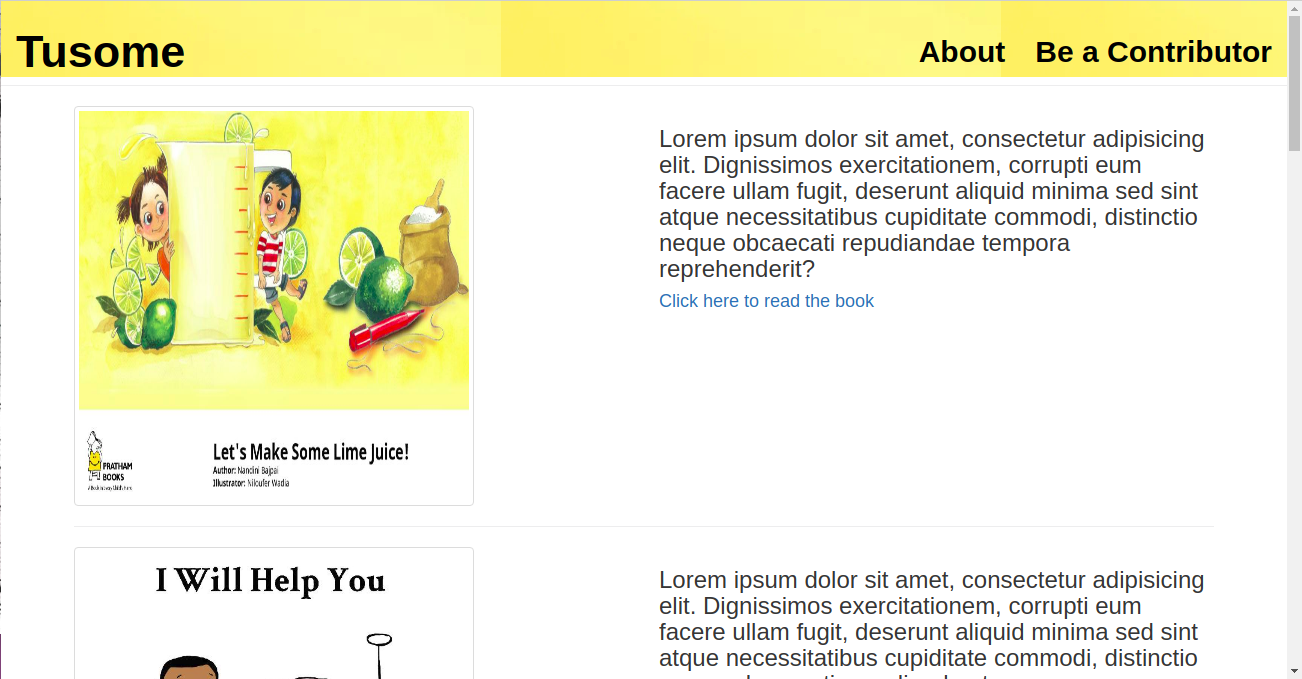 Tusome
About Be a Contributor
Lorem ipsum dolor sit amet, consectetur adipisicing
elit. Dignissimos exercitationem, corrupti eum
facere ullam fugit, deserunt aliquid minima sed sint
atque necessitatibus cupiditate commodi, distinctio
neque obcaecati repudiandae tempora
reprehenderit?
Click here to read the book
PRATHAM
BOOKS
Let's Make Some Lime Juice!
Author: Nandini Bajpai
Illustrator: Niloufer Wadia
I Will Help You
Lorem ipsum dolor sit amet, consectetur adipisicing
elit. Dignissimos exercitationem, corrupti eum
facere ullam fugit, deserunt aliquid minima sed sint
atque necessitatibus cupiditate commodi, distinctio